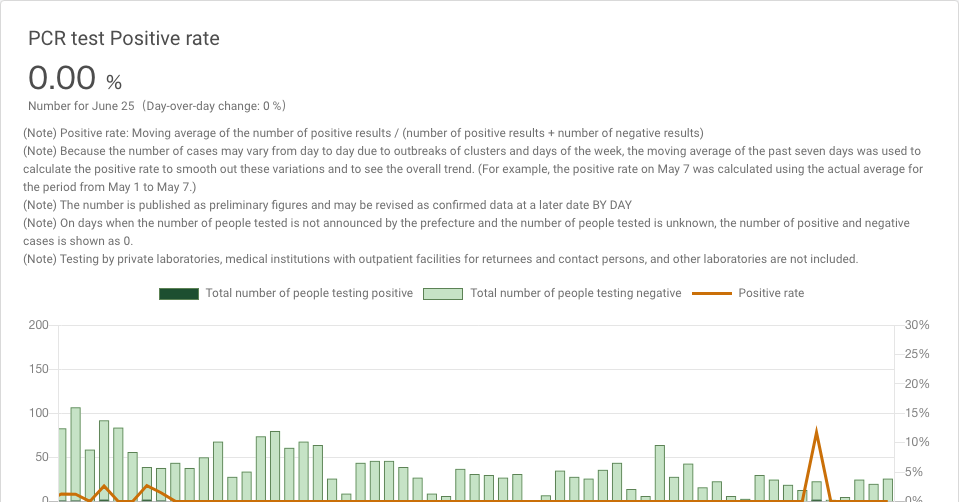 PCR test Positive rate
0.00 %
Number for June 25 (Day-over-day change: 0 %)
(Note) Positive rate: Moving average of the number of positive results / (number of positive results + number of negative results)
(Note) Because the number of cases may vary from day to day due to outbreaks of clusters and days of the week, the moving average of the past seven days was used to
calculate the positive rate to smooth out these variations and to see the overall trend. (For example, the positive rate on May 7 was calculated using the actual average for
the period from May 1 to May 7.)
(Note) The number is published as preliminary figures and may be revised as confirmed data at a later date BY DAY
(Note) On days when the number of people tested is not announced by the prefecture and the number of people tested is unknown, the number of positive and negative
cases is shown as 0.
(Note) Testing by private laboratories, medical institutions with outpatient facilities for returnees and contact persons, and other laboratories are not included.
Total number of people testing positive Total number of people testing negative Positive rate
200 30%
25%
150
20%
100 15%
10%
50
5%
0 0%